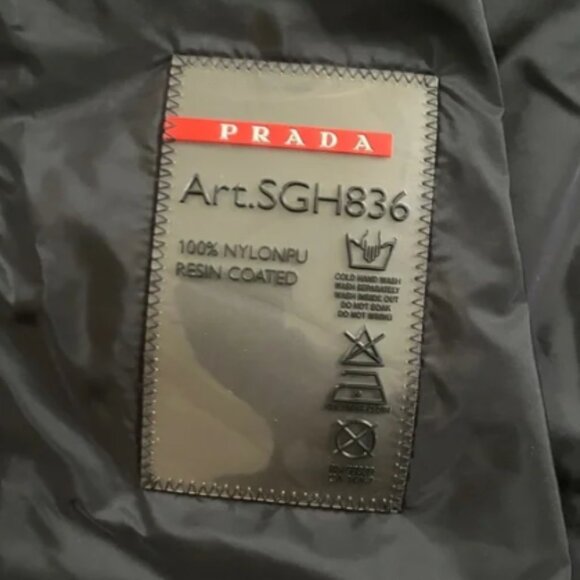 PRADA
Art.SGH836
100% NYLONPU
RESIN COATED
COLD HAND WASH
WASH SEPARATELY
WASH INSIDE OUT
DO NOT SOAK
DO NOT WRING